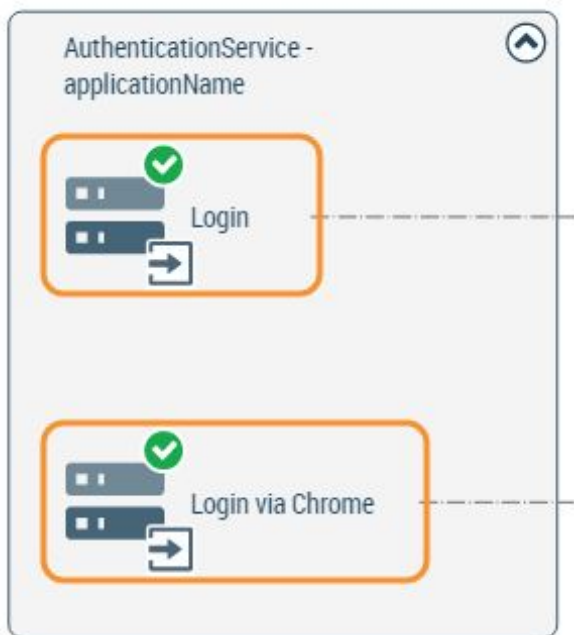 AuthenticationService -
applicationName
Login
Login via Chrome